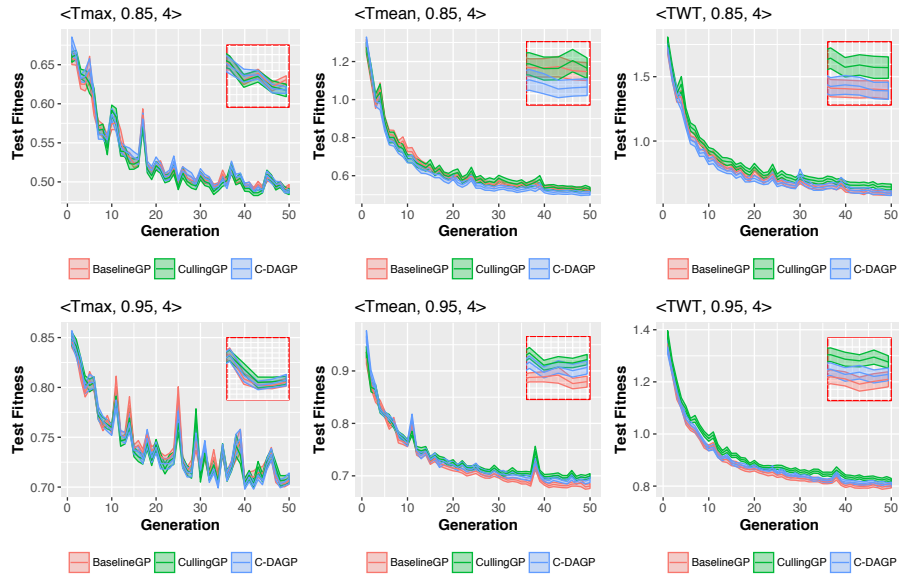 <Tmax, 0.85, 4>
<Tmean, 0.85, 4>
<TWT, 0.85, 4>
Test Fitness
0.65
0.60
0.55
0.50
0 10 20 30 40 50
Generation
Test Fitness
1.2
1.0
0.8
0.6
0 10 20 30 40 50
Generation
Test Fitness
1.5
1.0
0 10 20 30 40 50
Generation
BaselineGP CullingGP C-DAGP
BaselineGP CullingGP C-DAGP
BaselineGP CullingGP C-DAGP
<Tmax, 0.95, 4>
<Tmean, 0.95, 4>
<TWT, 0.95, 4>
Test Fitness
0.85
0.80
0.75
0.70
0 10 20 30 40 50
Generation
Test Fitness
0.9
0.8
0.7
0 10 20 30 40 50
Generation
Test Fitness
1.4
1.2
1.0
0.8
0 10 20 30 40 50
Generation
BaselineGP CullingGP C-DAGP
BaselineGP CullingGP C-DAGP
BaselineGP CullingGP C-DAGP